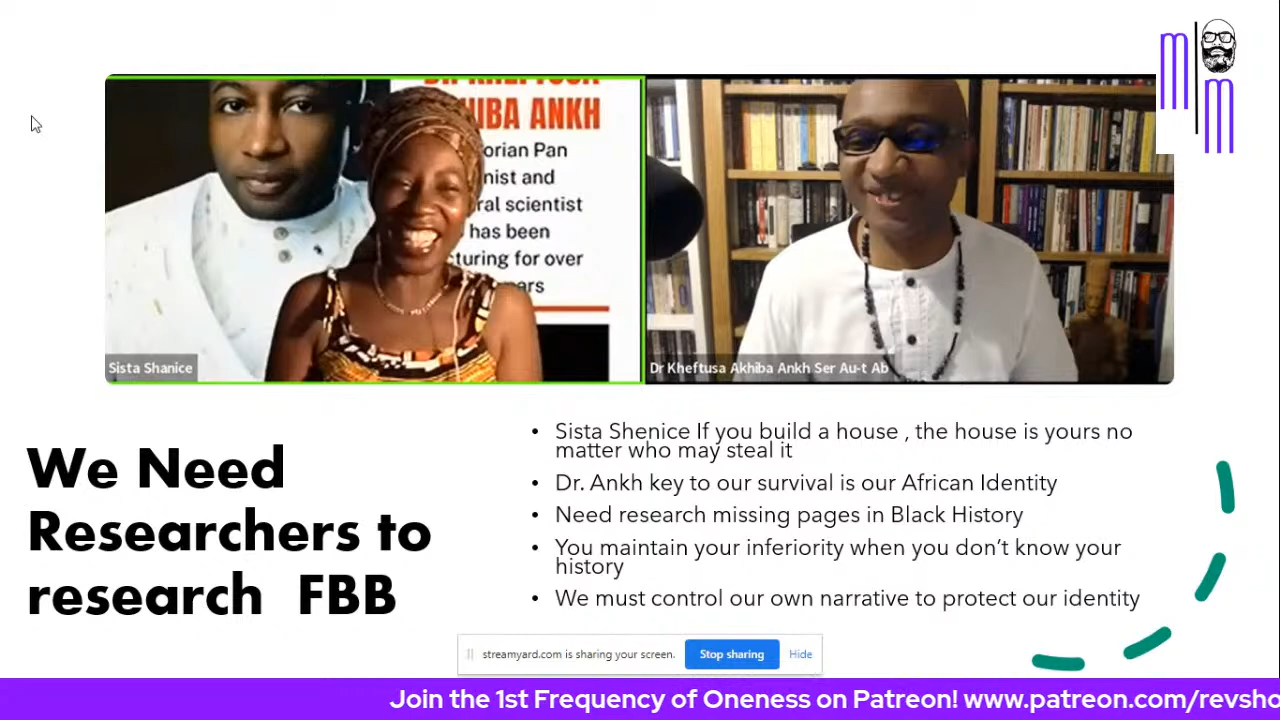 IBA ANKH
orian Pan
nist and
ral scientist
has been
cturing for over
ars
Sista Shanice
Dr Kheftusa Akhiba Ankh Ser Au-t Ab
We Need
Researchers to
research FBB
• Sista Shenice If you build a house , the house is yours no
matter who may steal it
• Dr. Ankh key to our survival is our African Identity
• Need research missing pages in Black History
• You maintain your inferiority when you don’t know your
history
• We must control our own narrative to protect our identity
streamyard.com is sharing your screen.
Stop sharing
Hide
Join the 1st Frequency of Oneness on Patreon! www.patreon.com/revsho